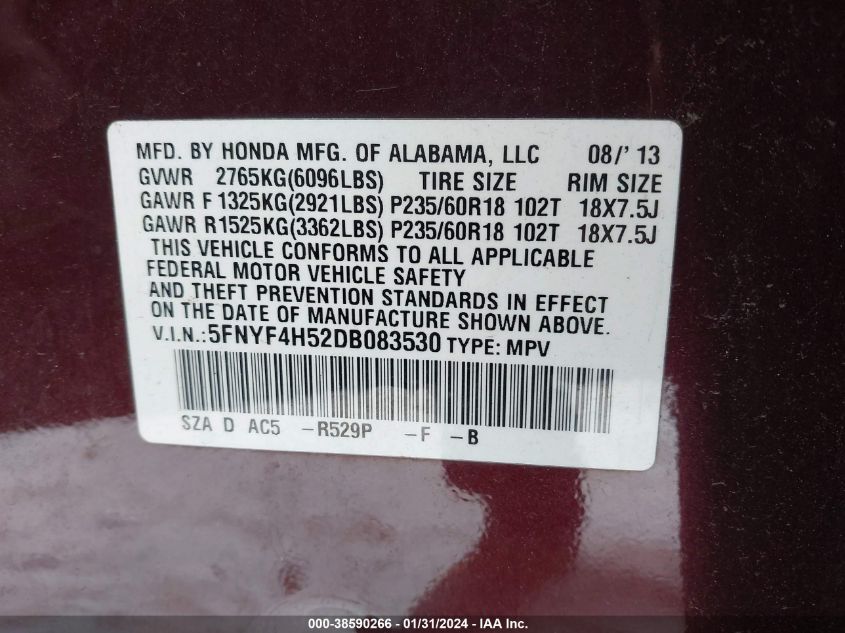 MFD. BY HONDA MFG. OF ALABAMA, LLC 08/' 13
GVWR 2765KG(6096LBS) TIRE SIZE RIM SIZE
GAWR F 1325KG(2921LBS) P235/60R18 102T 18X7.5J
GAWR R1525KG(3362LBS) P235/60R18 102T 18X7.5J
THIS VEHICLE CONFORMS TO ALL APPLICABLE
FEDERAL MOTOR VEHICLE SAFETY
AND THEFT PREVENTION STANDARDS IN EFFECT
ON THE DATE OF MANUFACTURE SHOWN ABOVE.
V.I.N.:5FNYF4H52DB083530 TYPE: MPV
SZA D AC5 -R529P -F -B
000-38590266 - 01/31/2024 - IAA Inc.